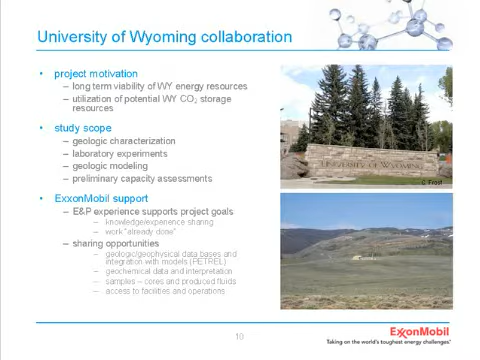 University of Wyoming collaboration
• project motivation
– long term viability of WY energy resources
– utilization of potential WY CO2 storage
resources
• study scope
– geologic characterization
– laboratory experiments
– geologic modeling
– preliminary capacity assessments
• ExxonMobil support
– E&P experience supports project goals
– knowledge/experience sharing
– work "already done"
– sharing opportunities
– geologic/geophysical data bases and
integration with models (PETREL)
– geochemical data and interpretation
– samples – cores and produced fluids
– access to facilities and operations
UNIVERSITY OF WYOMING
C. Frost
10
ExxonMobil
Taking on the world's toughest energy challenges™